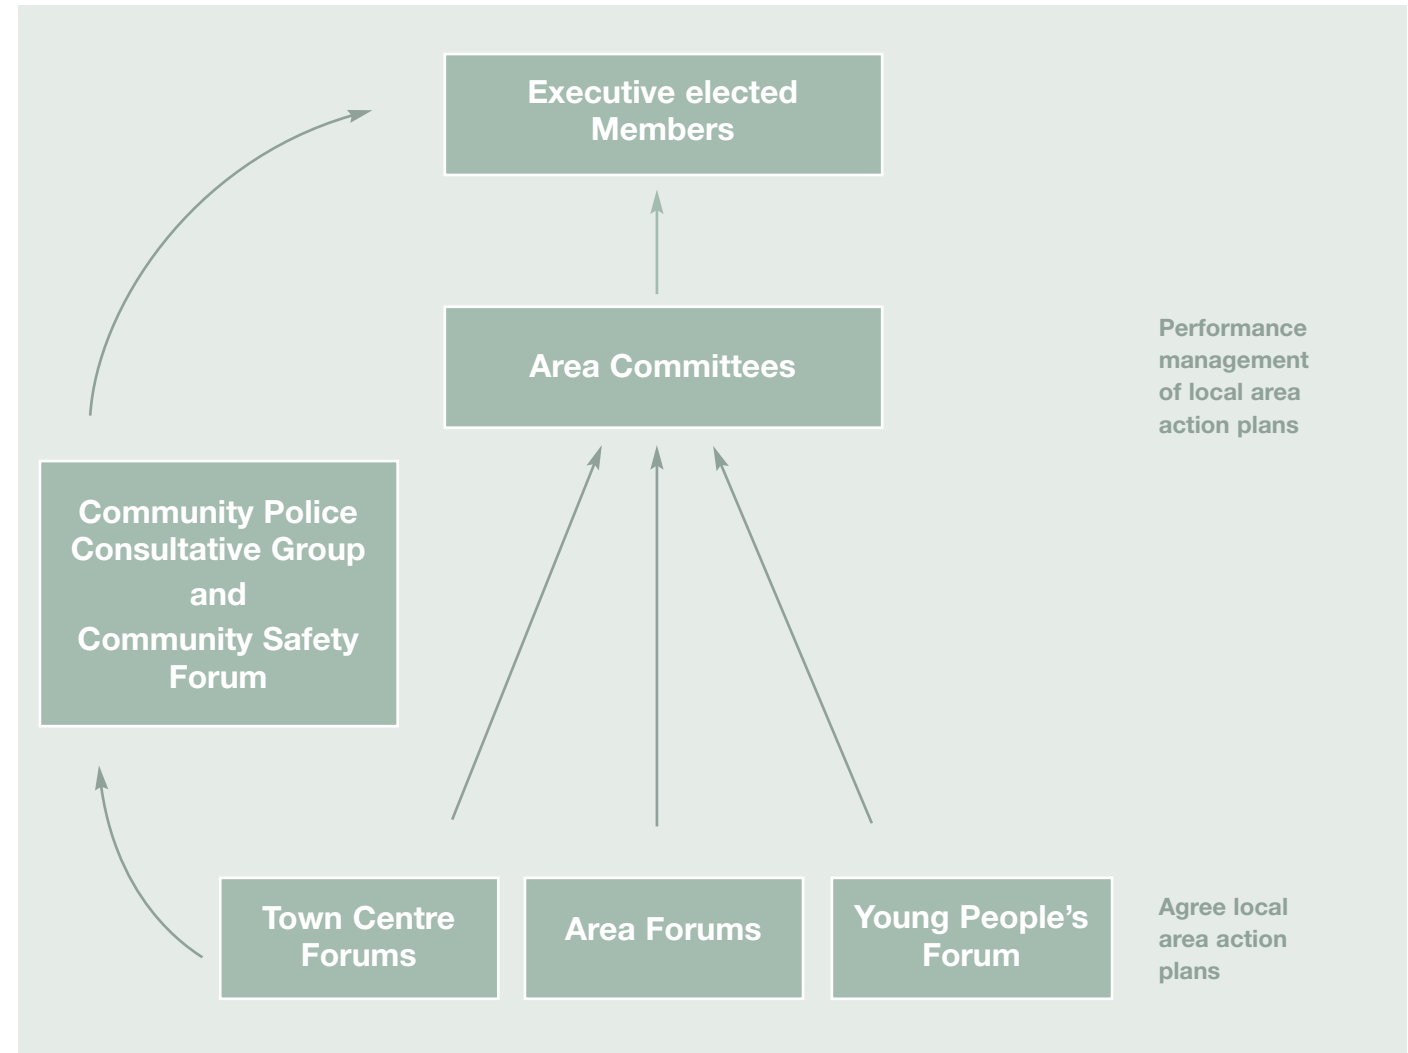 Executive elected
Members
Area Committees
Performance
management
of local area
action plans
Community Police
Consultative Group
and
Community Safety
Forum
Town Centre
Forums
Area Forums
Young People’s
Forum
Agree local
area action
plans